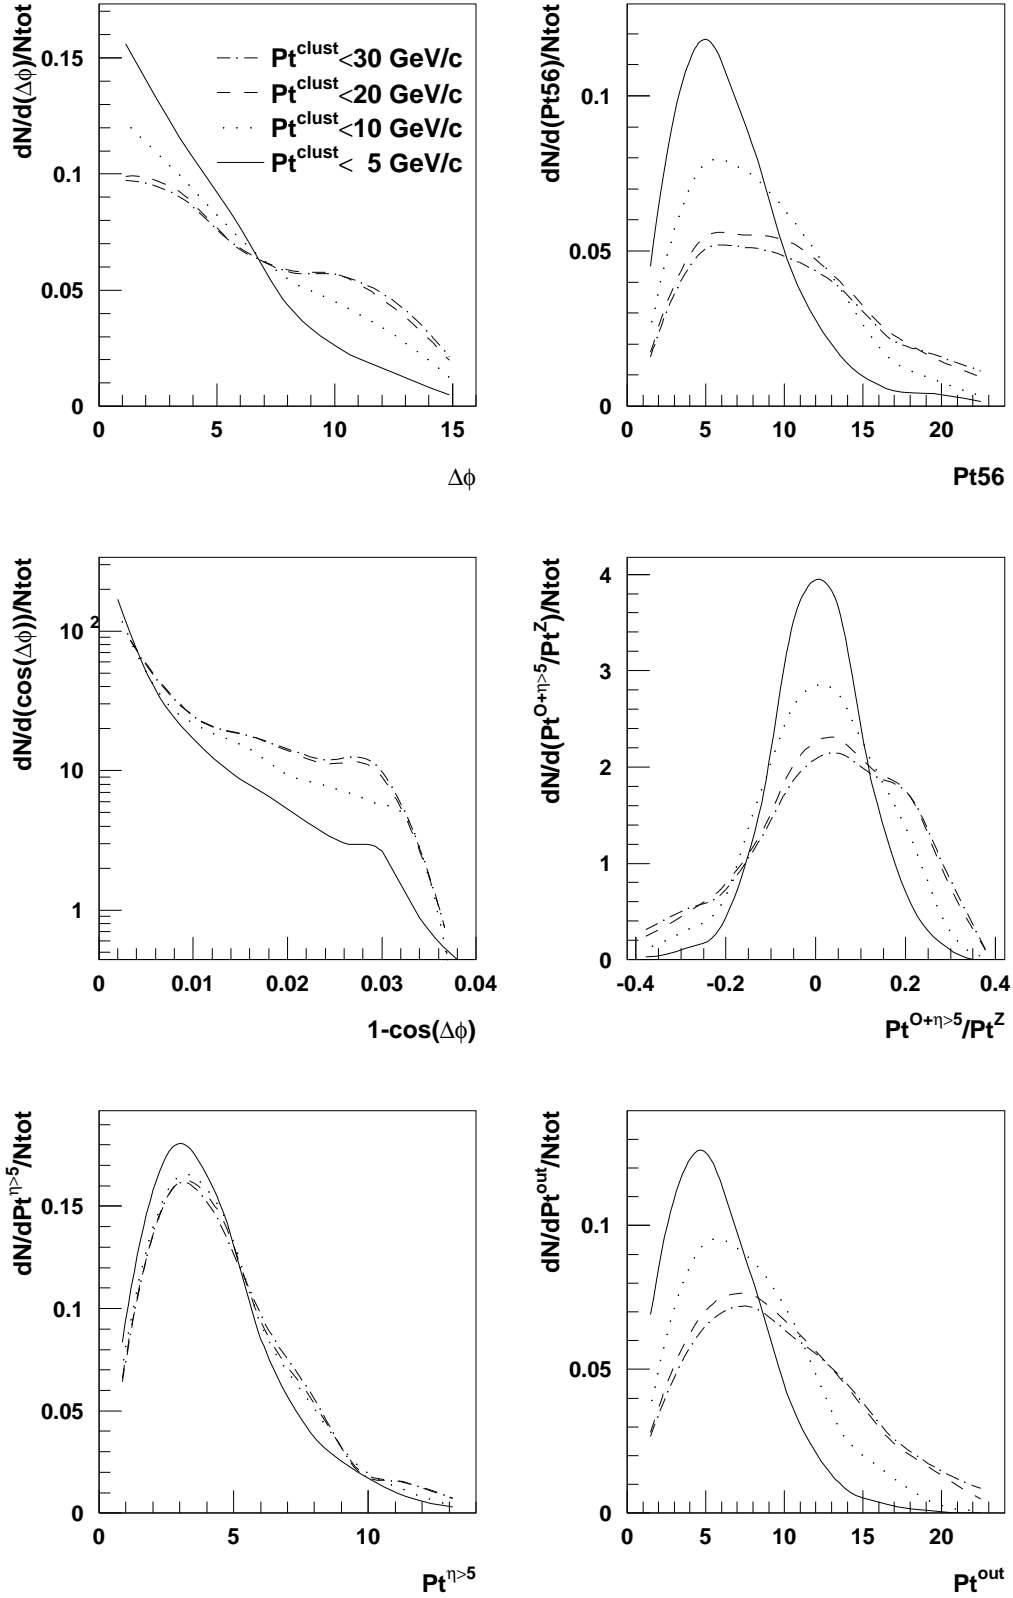 dN/d(Δϕ)/Ntot
0.15
0.1
0.05
0
Pt^clust<30 GeV/c
Pt^clust<20 GeV/c
Pt^clust<10 GeV/c
Pt^clust< 5 GeV/c
0 5 10 15
Δϕ
dN/d(Pt56)/Ntot
0.1
0.05
0
0 5 10 15 20
Pt56
dN/d(cos(Δϕ))/Ntot
10^2
10
1
0 0.01 0.02 0.03 0.04
1-cos(Δϕ)
dN/d(Pt^O+η>5/Pt^Z)/Ntot
4
3
2
1
0
-0.4 -0.2 0 0.2 0.4
Pt^O+η>5/Pt^Z
dN/dPt^η>5/Ntot
0.15
0.1
0.05
0
0 5 10
Pt^η>5
dN/dPt^out/Ntot
0.1
0.05
0
0 5 10 15 20
Pt^out